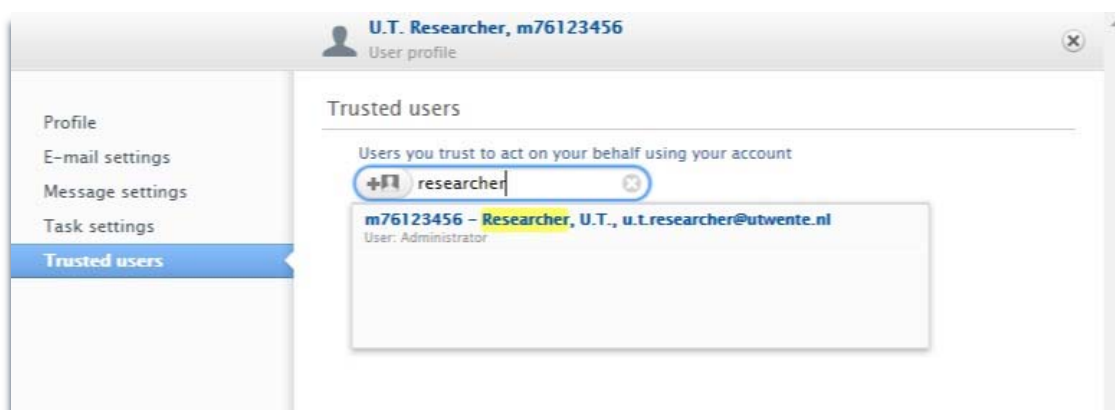 U.T. Researcher, m76123456
User profile
Profile
E-mail settings
Message settings
Task settings
Trusted users
Trusted users
Users you trust to act on your behalf using your account
researcher
m76123456 – Researcher, U.T., u.t.researcher@utwente.nl
User: Administrator